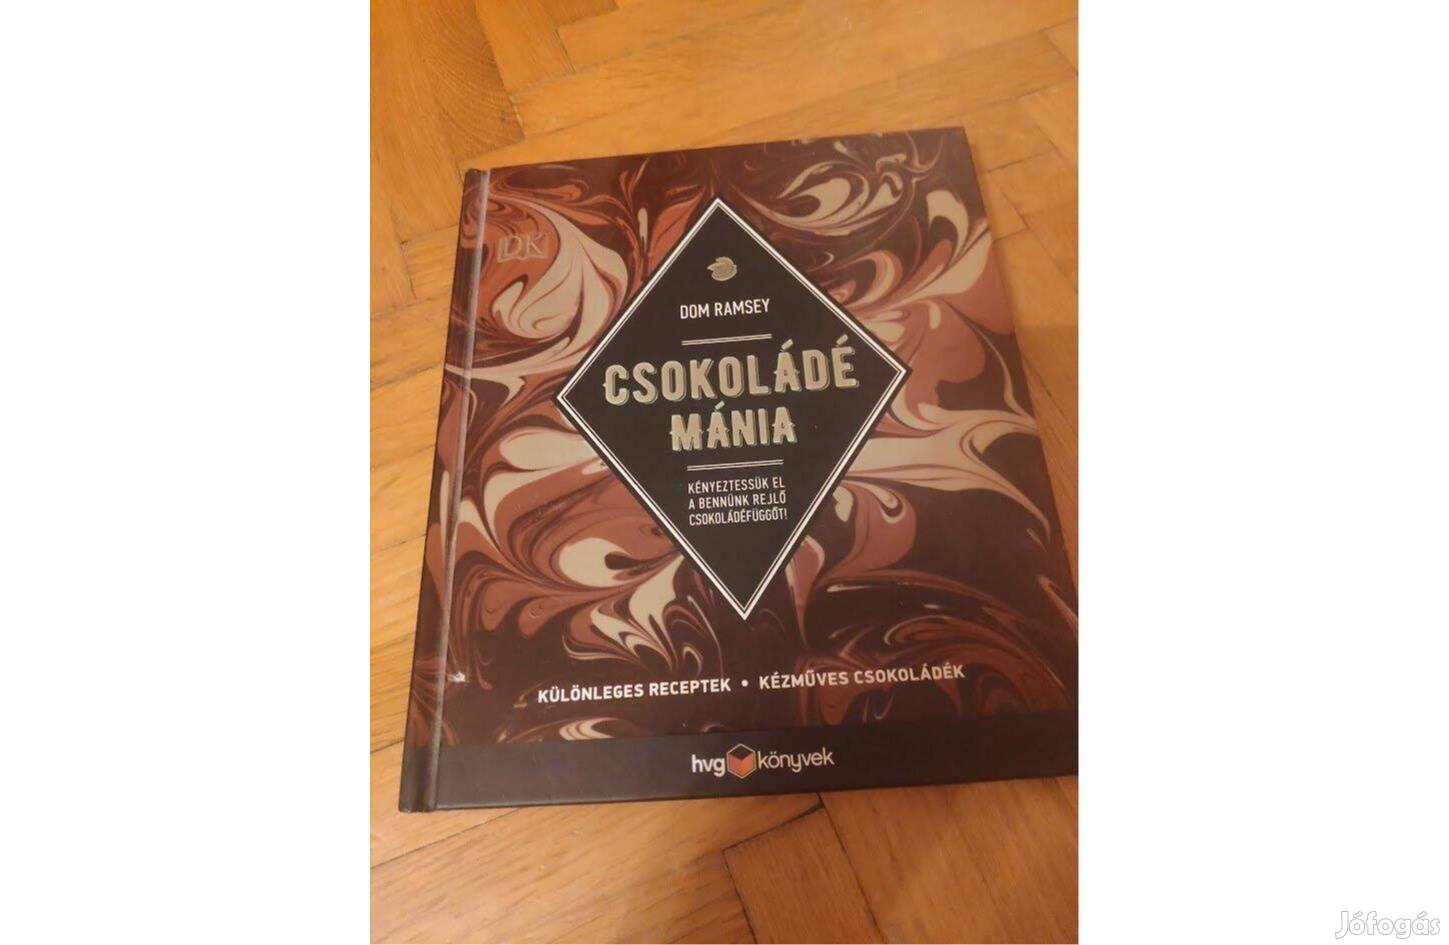 DK
DOM RAMSEY
CSOKOLÁDÉ
MÁNIA
KÉNYEZTESSÜK EL
A BENNÜNK REJLŐ
CSOKOLÁDÉFÜGGŐT!
KÜLÖNLEGES RECEPTEK • KÉZMŰVES CSOKOLÁDÉK
hvg könyvek
Jófogás